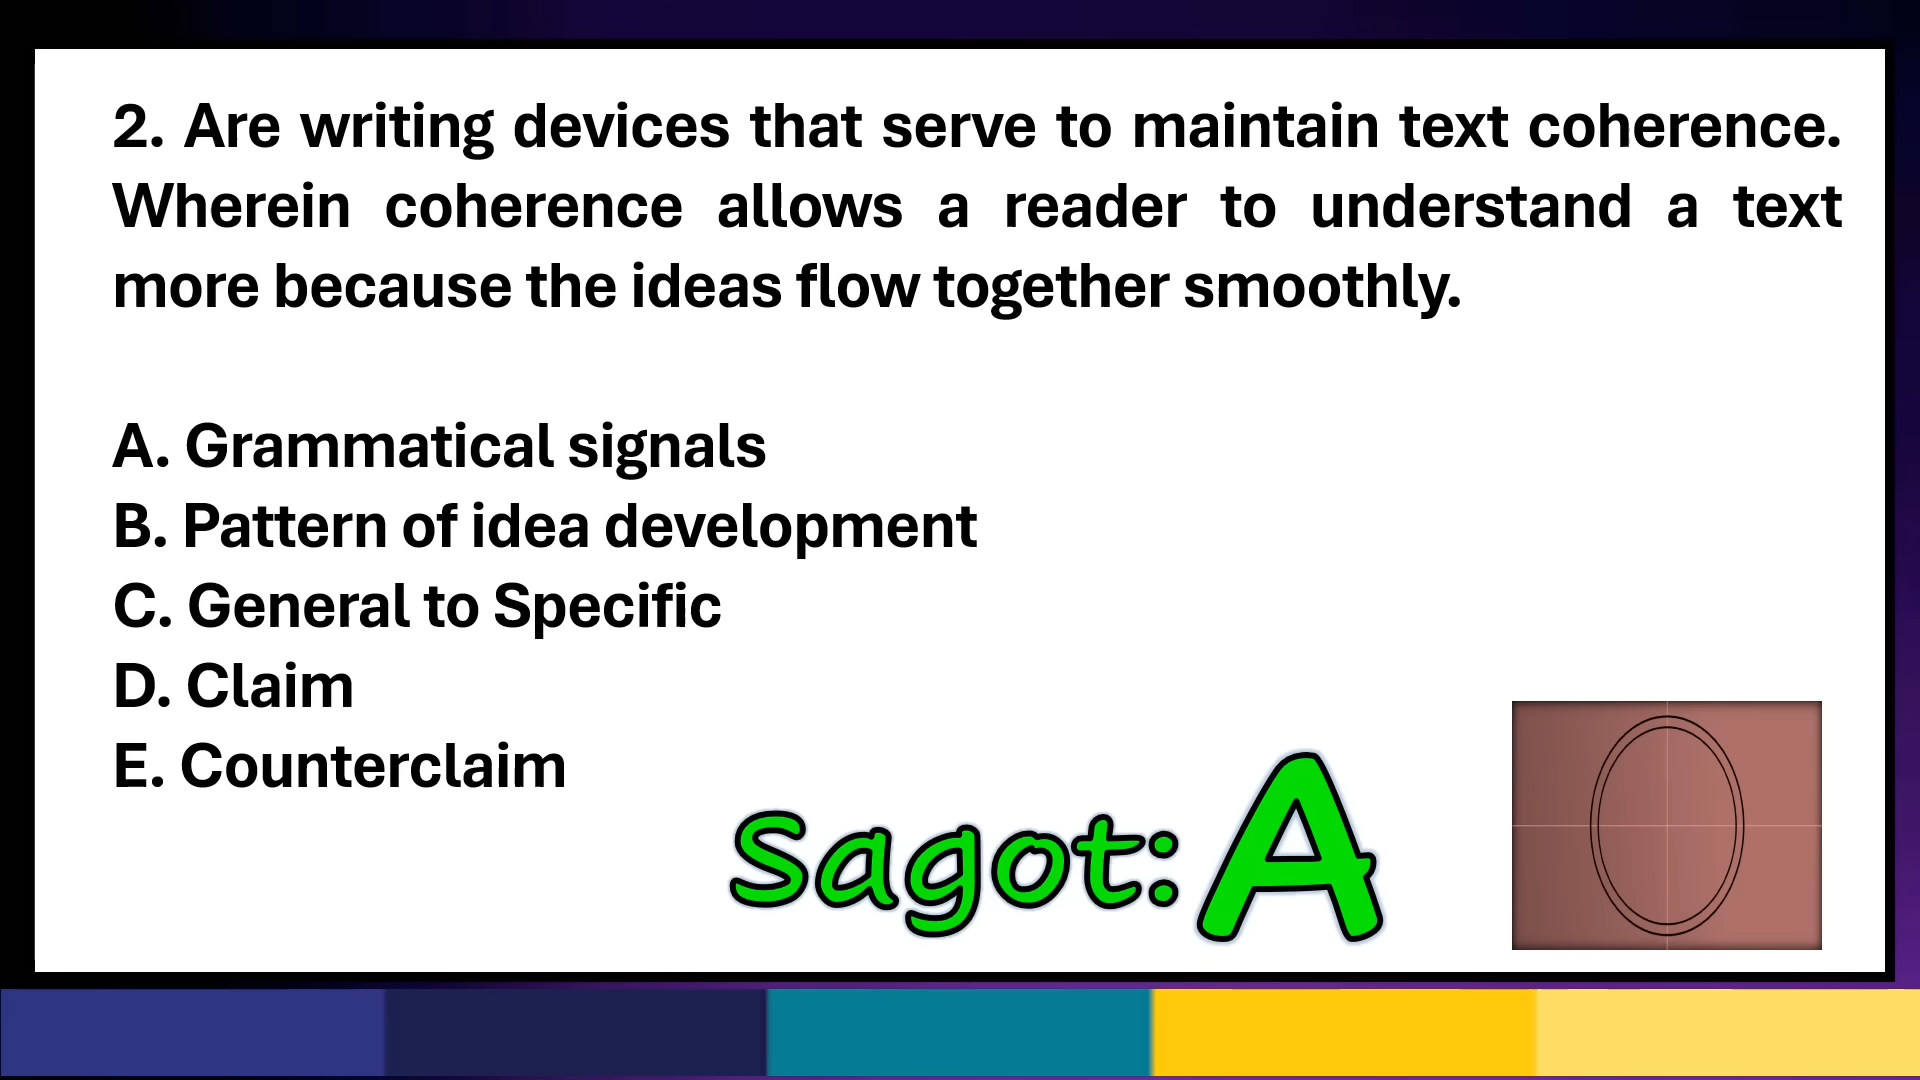 2. Are writing devices that serve to maintain text coherence.
Wherein coherence allows a reader to understand a text
more because the ideas flow together smoothly.
A. Grammatical signals
B. Pattern of idea development
C. General to Specific
D. Claim
E. Counterclaim
Sagot: A